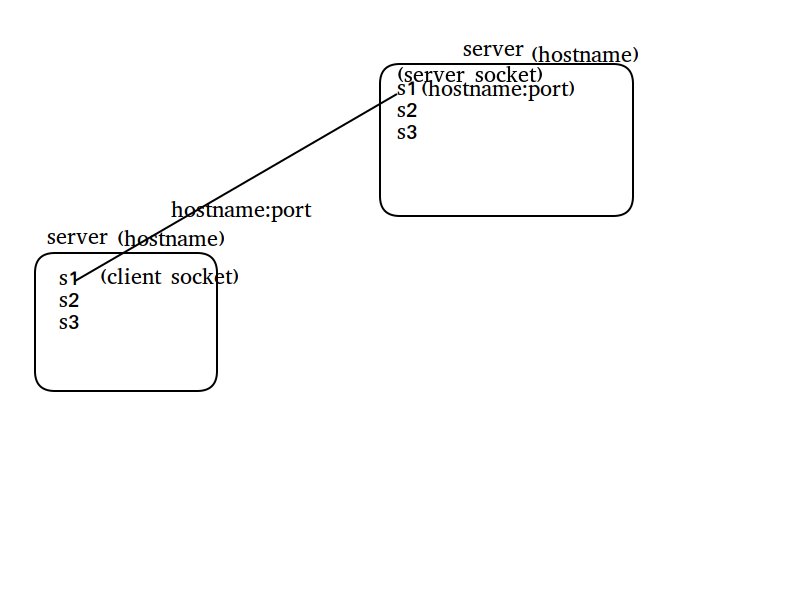 server (hostname)
(server socket)
s1 (hostname:port)
s2
s3
hostname:port
server (hostname)
s1 (client socket)
s2
s3